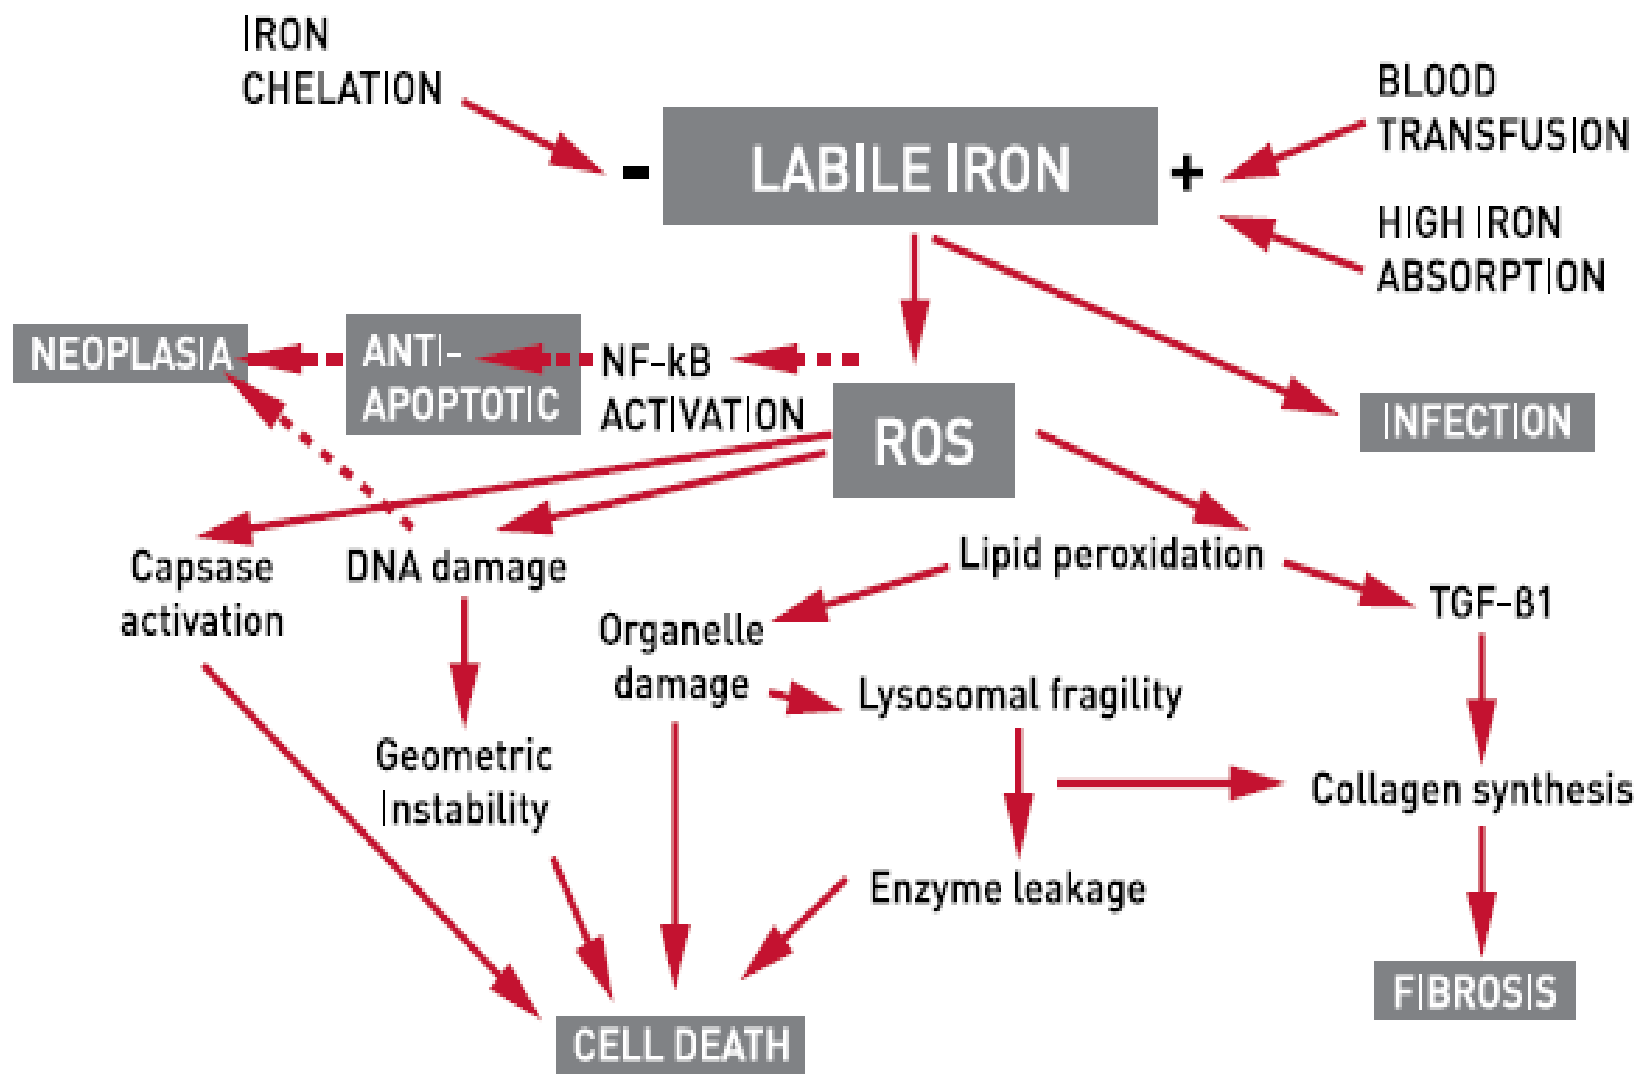 IRON
CHELATION
BLOOD
TRANSFUSION
- LABILE IRON +
HIGH IRON
ABSORPTION
NEOPLASIA
ANTI-
APOPTOTIC
NF-kB
ACTIVATION
ROS
INFECTION
Capsase
activation
DNA damage
Lipid peroxidation
TGF-ß1
Organelle
damage
Lysosomal fragility
Geometric
Instability
Collagen synthesis
Enzyme leakage
FIBROSIS
CELL DEATH